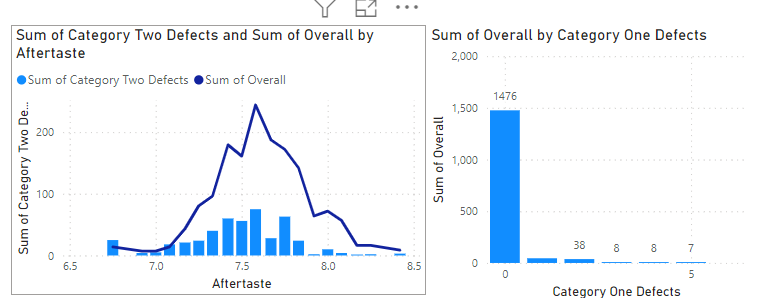 Sum of Category Two Defects and Sum of Overall by
Aftertaste
Sum of Category Two Defects Sum of Overall
Sum of Category Two De...
200
100
0
6.5 7.0 7.5 8.0 8.5
Aftertaste
Sum of Overall by Category One Defects
Sum of Overall
2,000
1,500
1,000
500
0
1476
38 8 8 7
0 5
Category One Defects